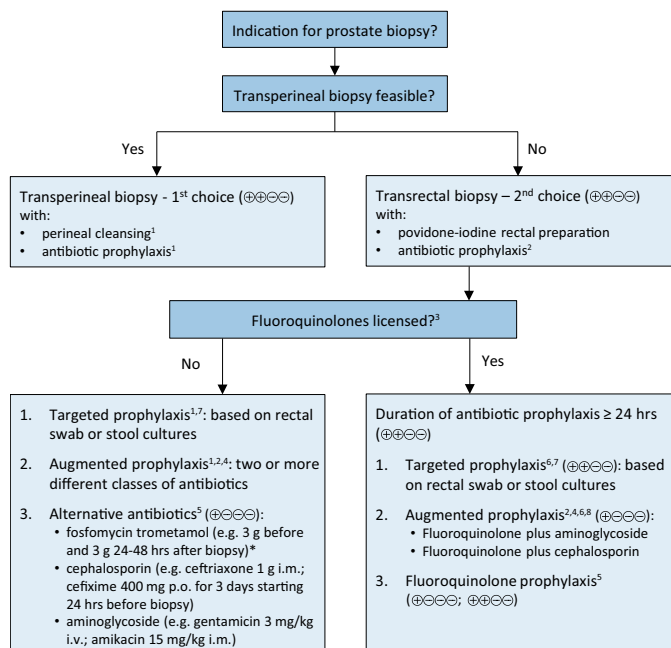 Indication for prostate biopsy?
Transperineal biopsy feasible?
Yes
No
Transperineal biopsy - 1st choice (⊕⊕⊖⊖)
with:
• perineal cleansing¹
• antibiotic prophylaxis¹
Transrectal biopsy – 2nd choice (⊕⊕⊖⊖)
with:
• povidone-iodine rectal preparation
• antibiotic prophylaxis²
Fluoroquinolones licensed?³
No
Yes
1. Targeted prophylaxis¹,⁷: based on rectal
swab or stool cultures
2. Augmented prophylaxis¹,²,⁴: two or more
different classes of antibiotics
3. Alternative antibiotics⁵ (⊕⊖⊖⊖):
• fosfomycin trometamol (e.g. 3 g before
and 3 g 24-48 hrs after biopsy)*
• cephalosporin (e.g. ceftriaxone 1 g i.m.;
cefixime 400 mg p.o. for 3 days starting
24 hrs before biopsy)
• aminoglycoside (e.g. gentamicin 3 mg/kg
i.v.; amikacin 15 mg/kg i.m.)
Duration of antibiotic prophylaxis ≥ 24 hrs
(⊕⊕⊖⊖)
1. Targeted prophylaxis⁶,⁷ (⊕⊕⊖⊖): based
on rectal swab or stool cultures
2. Augmented prophylaxis²,⁴,⁶,⁸ (⊕⊖⊖⊖):
• Fluoroquinolone plus aminoglycoside
• Fluoroquinolone plus cephalosporin
3. Fluoroquinolone prophylaxis⁵
(⊕⊖⊖⊖; ⊕⊕⊖⊖)